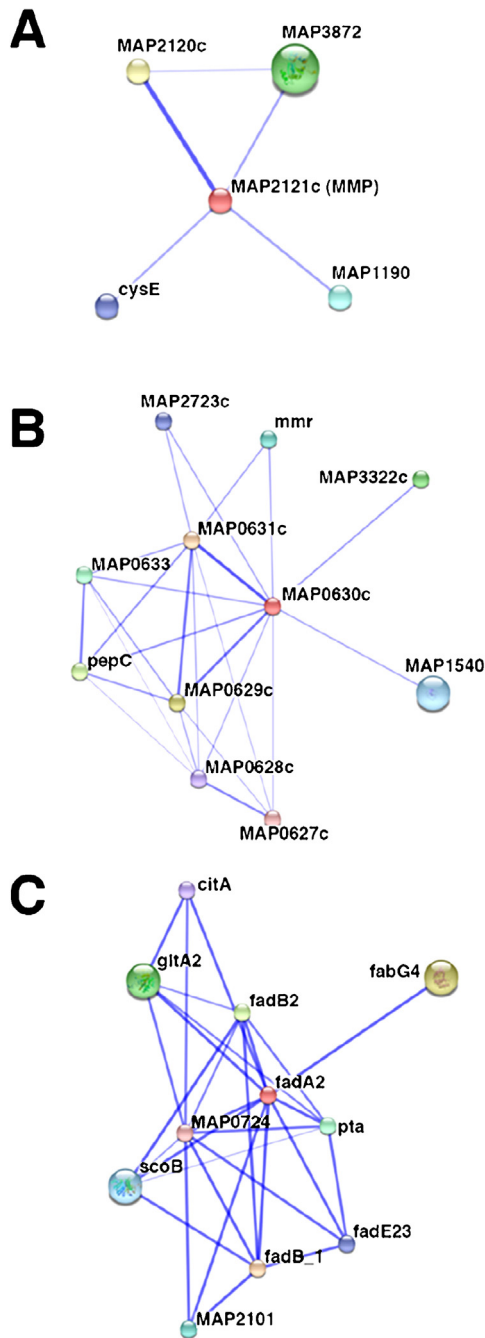 A
MAP3872
MAP2120c
MAP2121c (MMP)
MAP1190
cysE
B
MAP2723c
mmr
MAP3322c
MAP0631c
MAP0633
MAP0630c
pepC
MAP1540
MAP0629c
MAP0628c
MAP0627c
C
citA
gltA2
fabG4
fadB2
fadA2
MAP0724
pta
scoB
fadE23
fadB_1
MAP2101